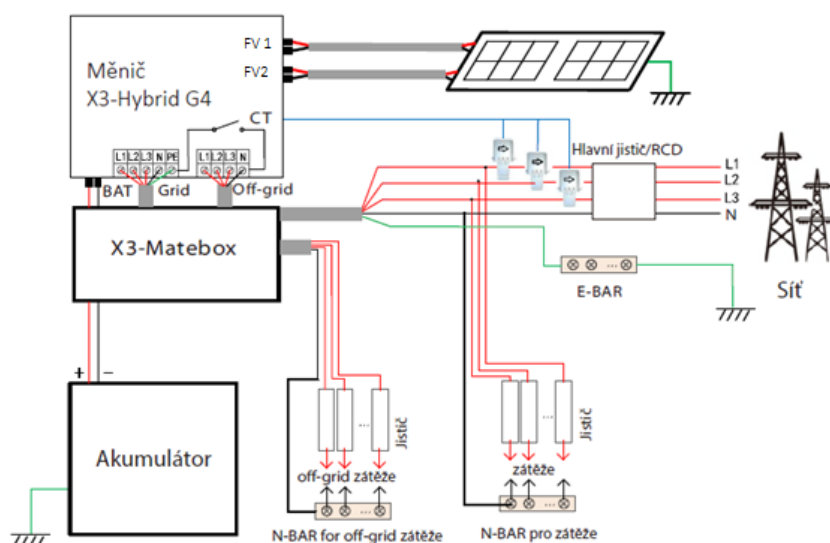 FV 1
FV2
Měnič
X3-Hybrid G4
CT
L1 L2 L3 N PE
L1 L2 L3 N
BAT
Grid
Off-grid
Hlavní jistič/RCD
L1
L2
L3
N
X3-Matebox
E-BAR
Síť
+ −
Akumulátor
...
Jistič
off-grid zátěže
...
N-BAR for off-grid zátěže
...
Jistič
zátěže
...
N-BAR pro zátěže